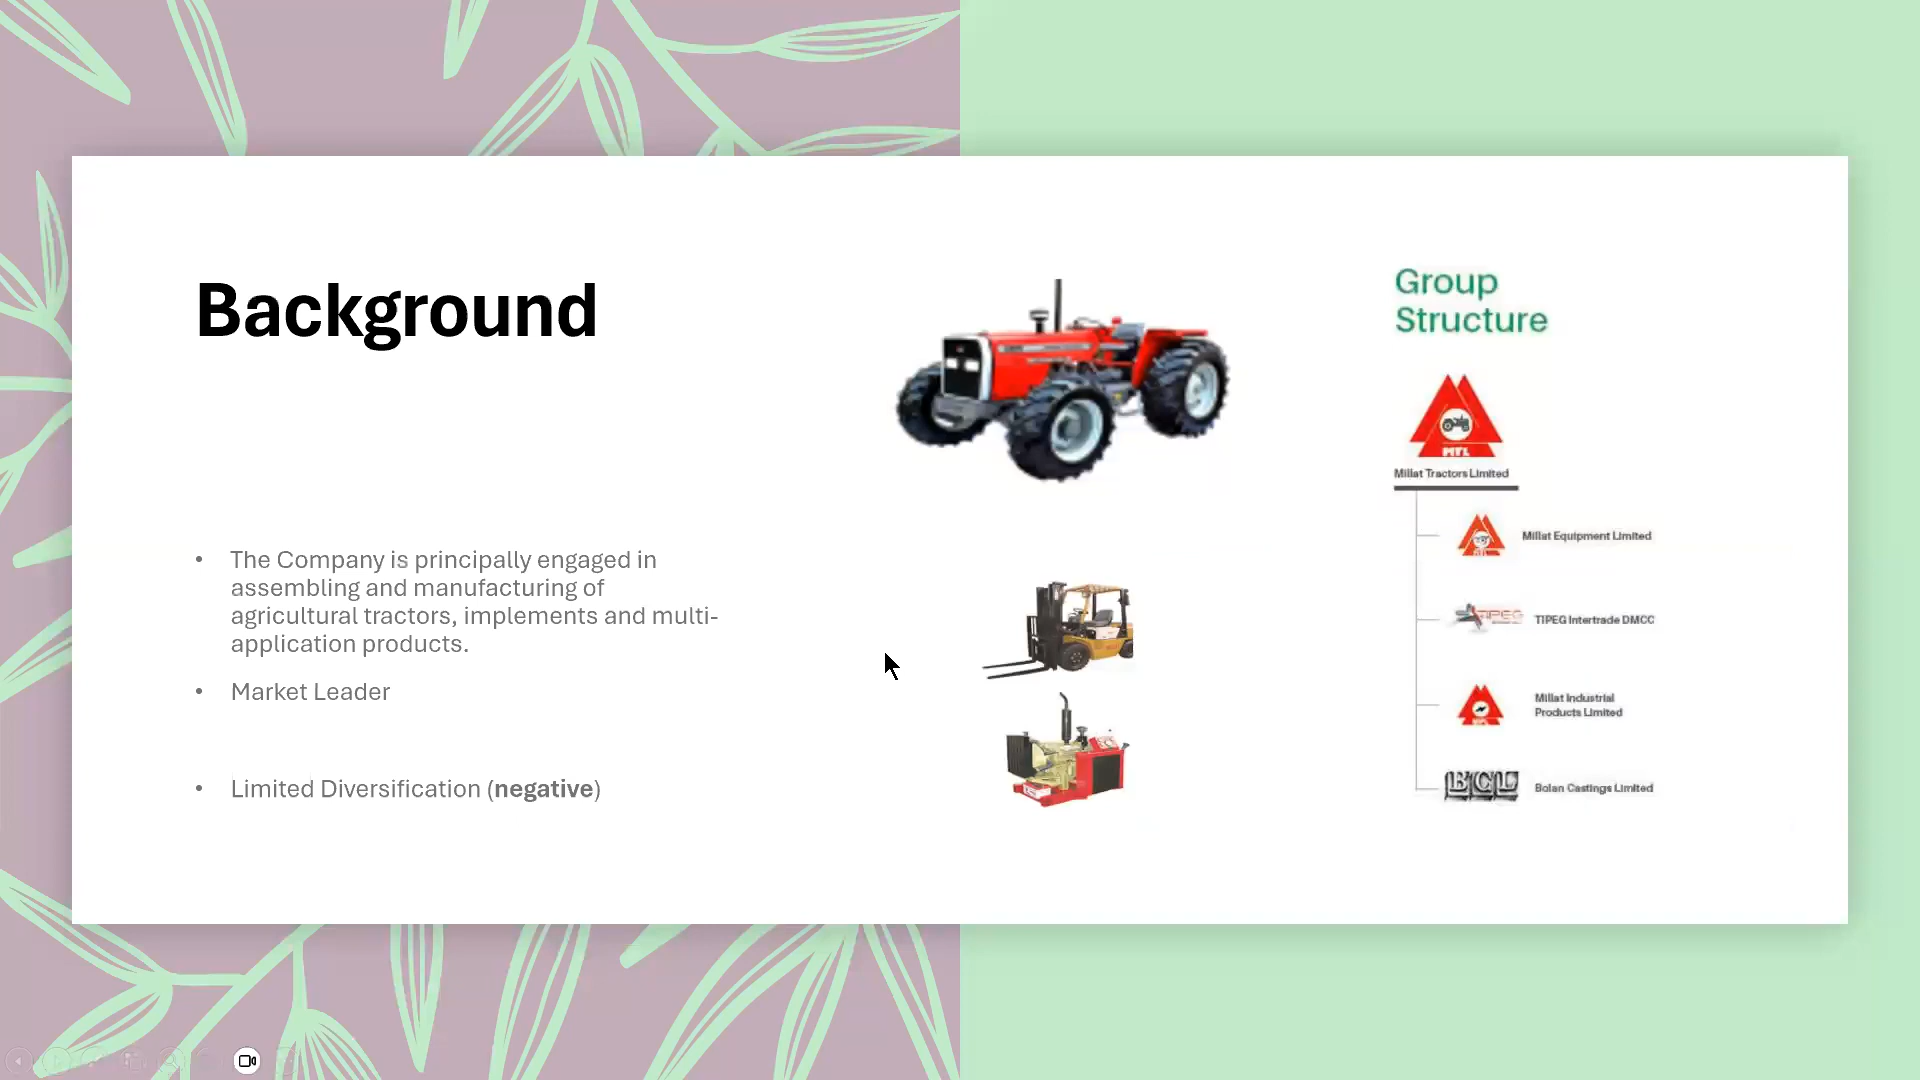 Background
• The Company is principally engaged in
assembling and manufacturing of
agricultural tractors, implements and multi-
application products.
• Market Leader
• Limited Diversification (negative)
Group
Structure
MTL
Millat Tractors Limited
Millat Equipment Limited
TIPEG
TIPEG Intertrade DMCC
Millat Industrial
Products Limited
BCL
Bolan Castings Limited